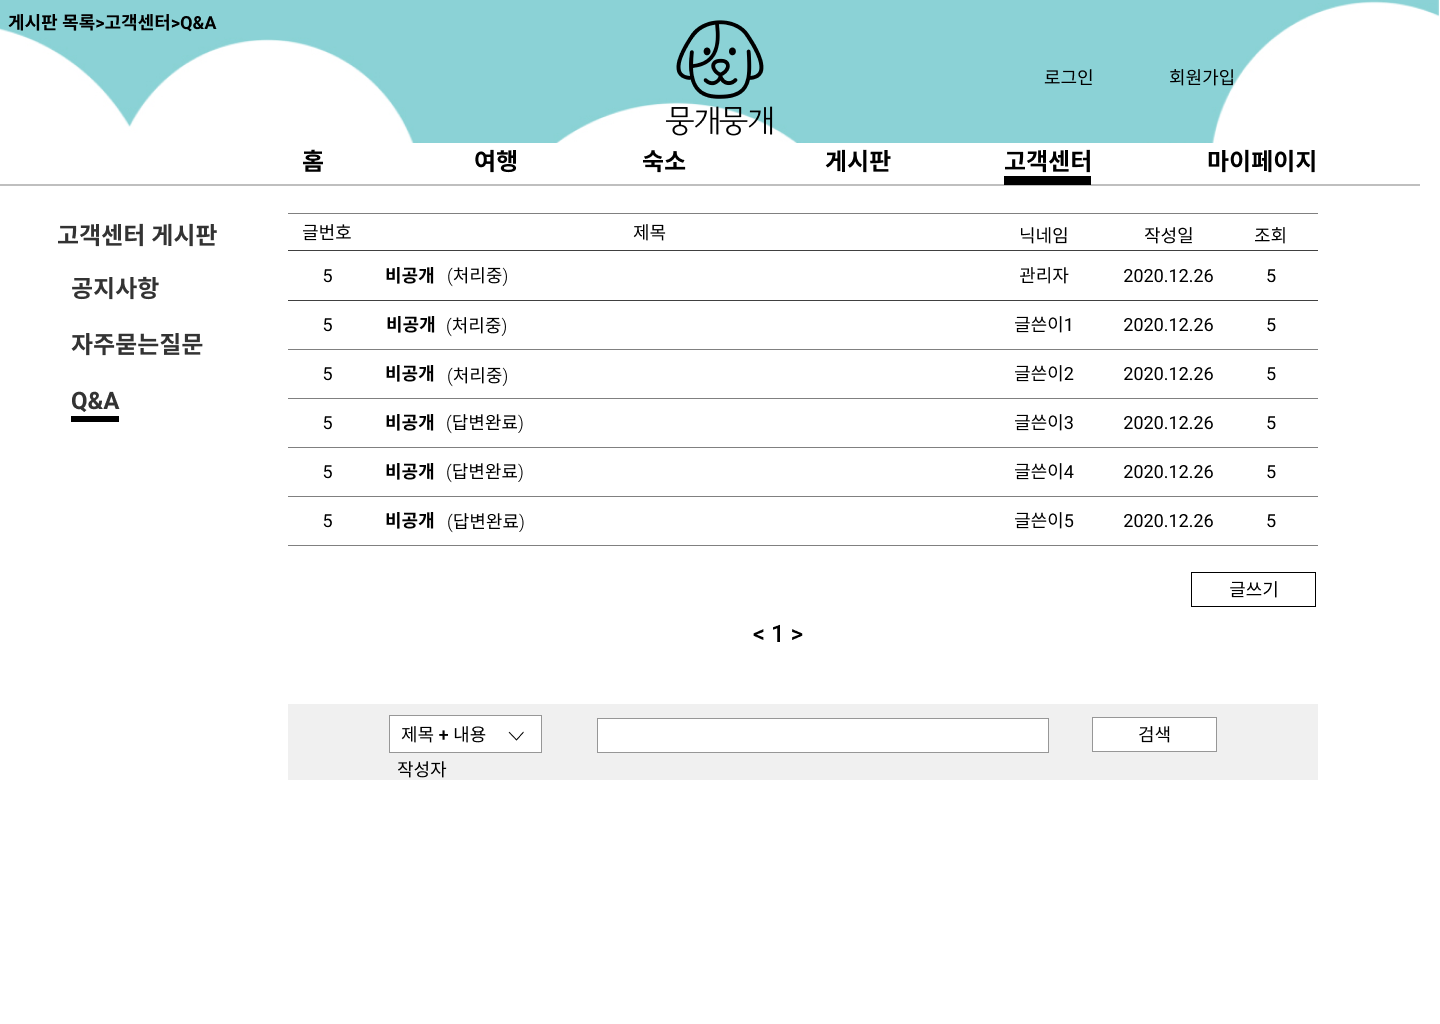 게시판 목록>고객센터>Q&A
로그인 회원가입
뭉개뭉개
홈 여행 숙소 게시판 고객센터 마이페이지
고객센터 게시판
공지사항
자주묻는질문
Q&A
글번호 제목 닉네임 작성일 조회
5 비공개 (처리중) 관리자 2020.12.26 5
5 비공개 (처리중) 글쓴이1 2020.12.26 5
5 비공개 (처리중) 글쓴이2 2020.12.26 5
5 비공개 (답변완료) 글쓴이3 2020.12.26 5
5 비공개 (답변완료) 글쓴이4 2020.12.26 5
5 비공개 (답변완료) 글쓴이5 2020.12.26 5
글쓰기
< 1 >
제목 + 내용 검색
작성자